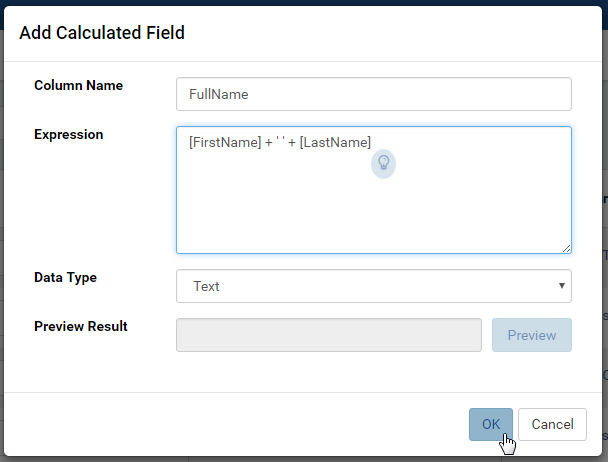 Add Calculated Field
Column Name
FullName
Expression
[FirstName] + ' ' + [LastName]
Data Type
Text
Preview Result
Preview
OK
Cancel